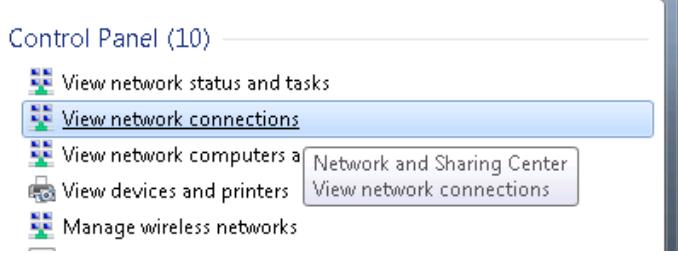 Control Panel (10)
View network status and tasks
View network connections
View network computers a
Network and Sharing Center
View network connections
View devices and printers
Manage wireless networks